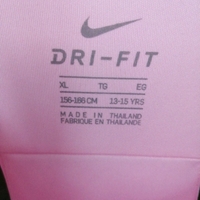 DRI-FIT
XL TG EG
156-166 CM 13-15 YRS
MADE IN THAILAND
FABRIQUÉ EN THAÏLANDE